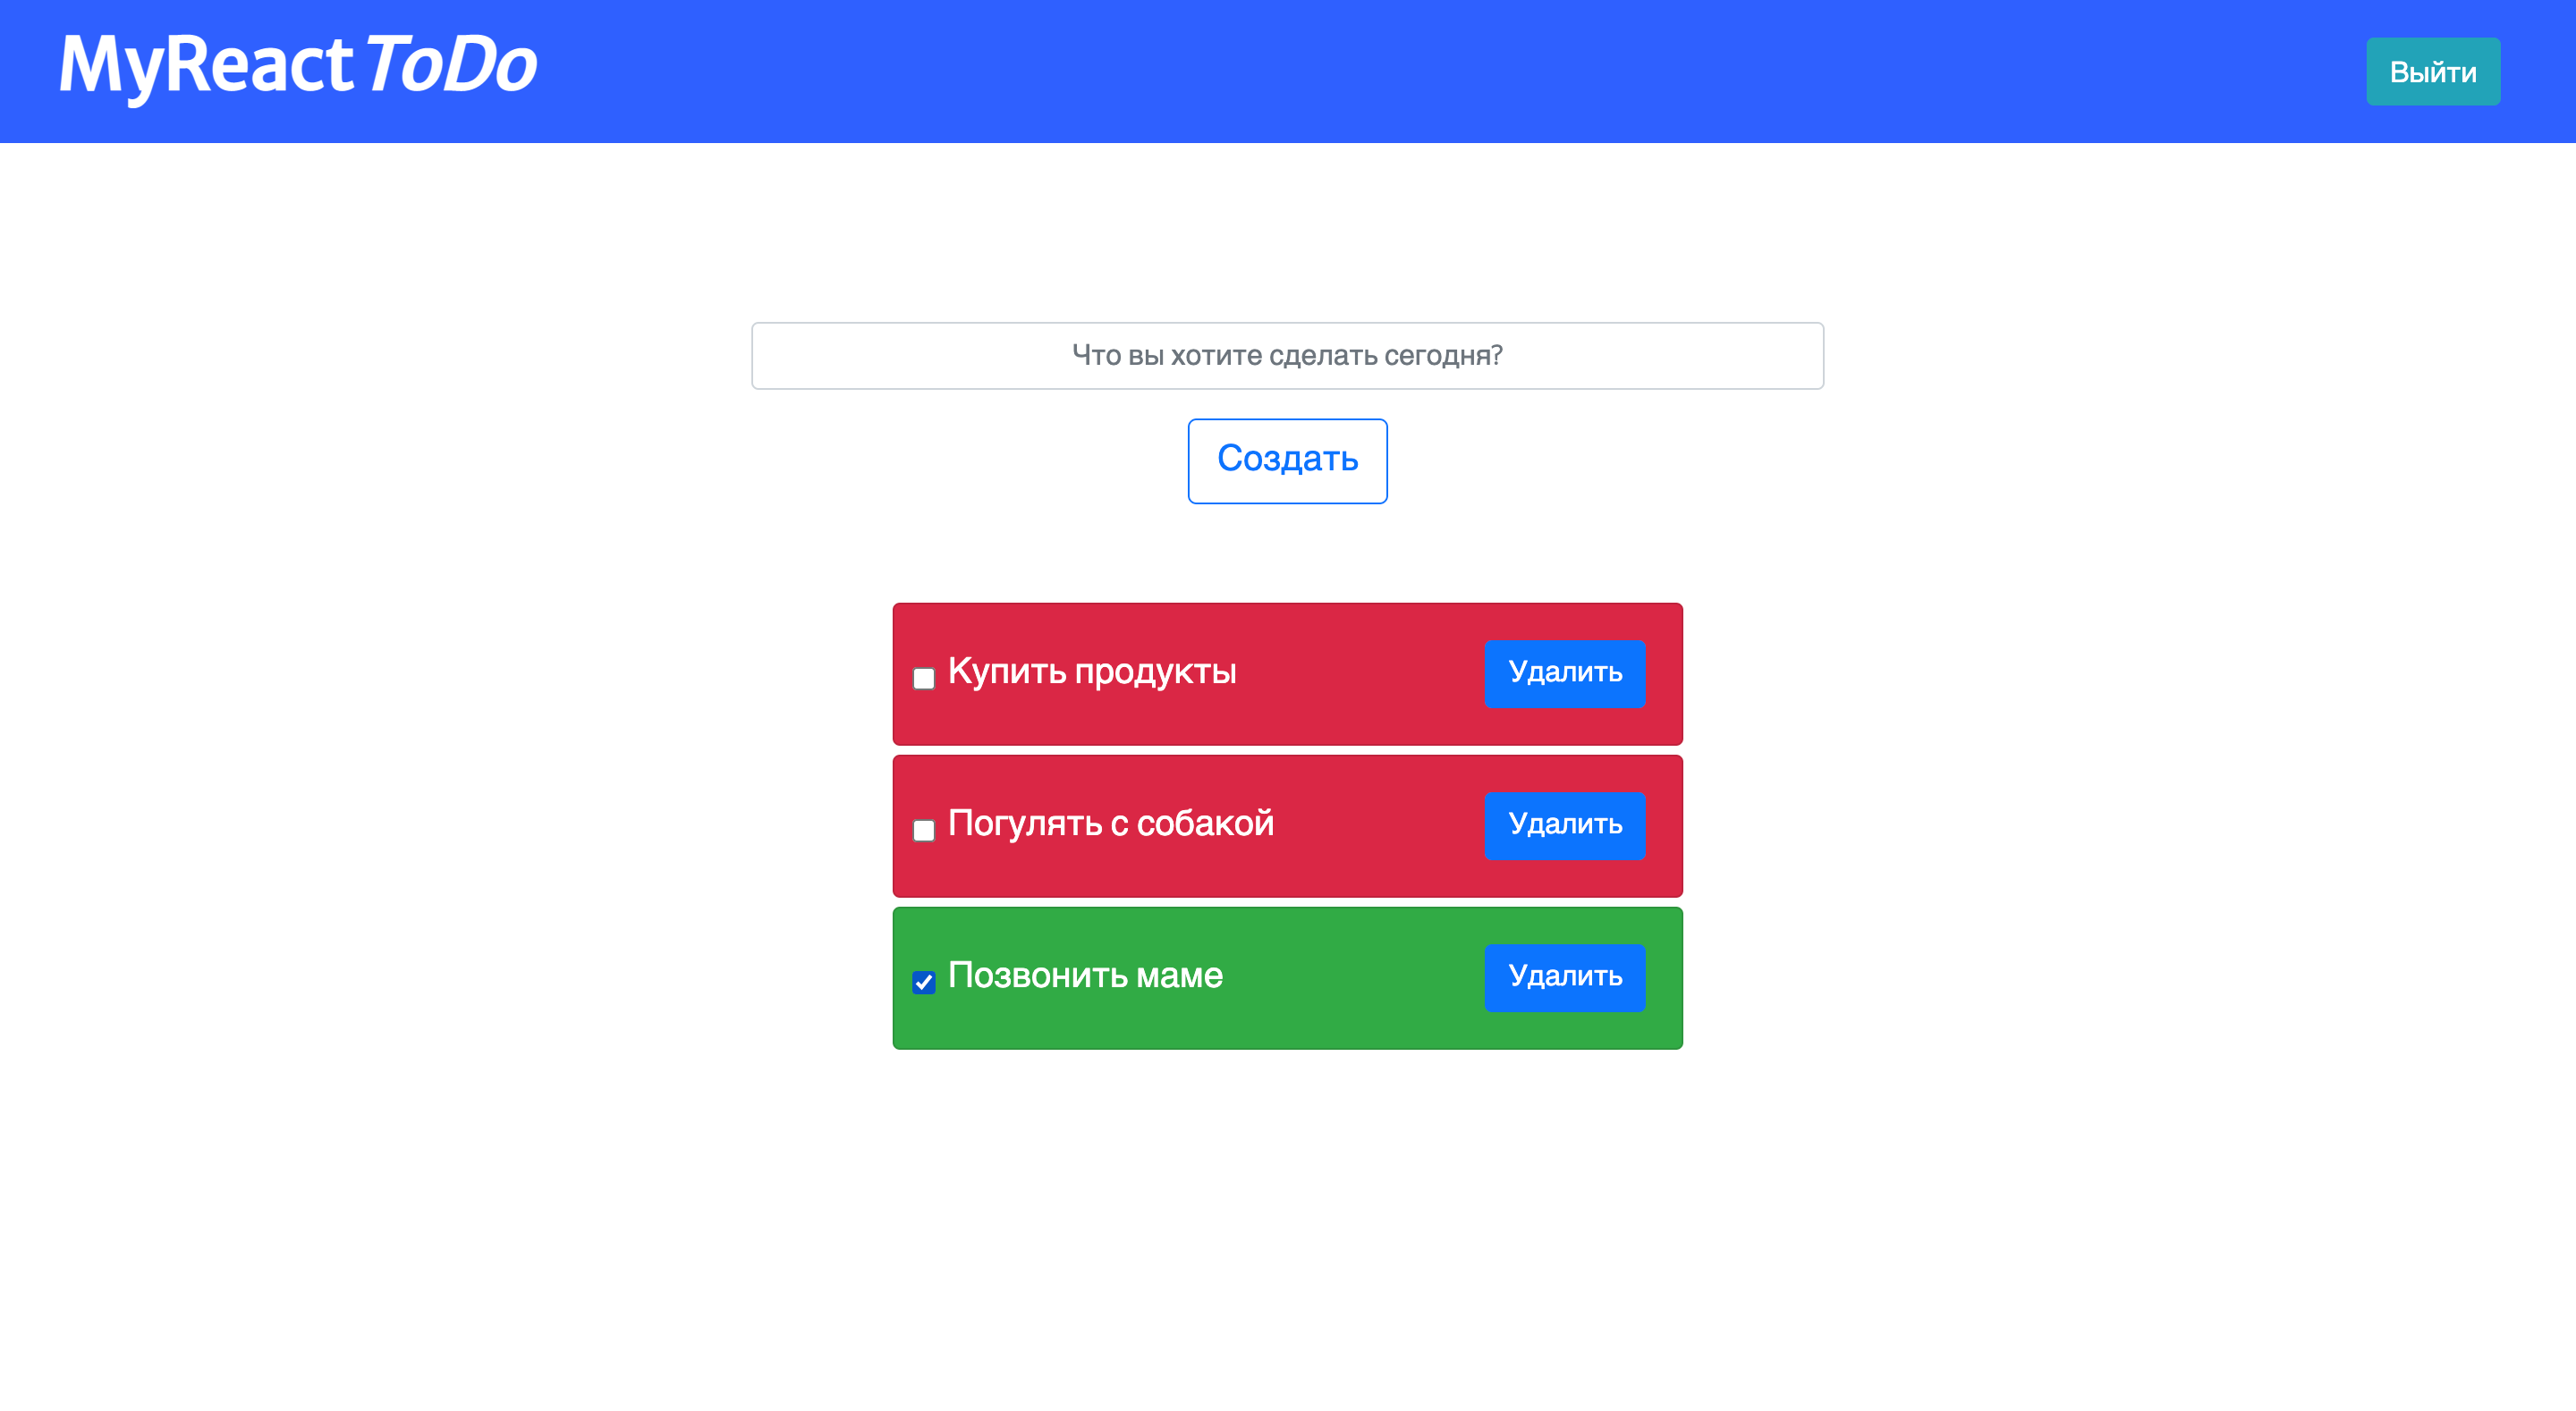 MyReact ToDo
Выйти
Что вы хотите сделать сегодня?
Создать
Купить продукты
Удалить
Погулять с собакой
Удалить
Позвонить маме
Удалить